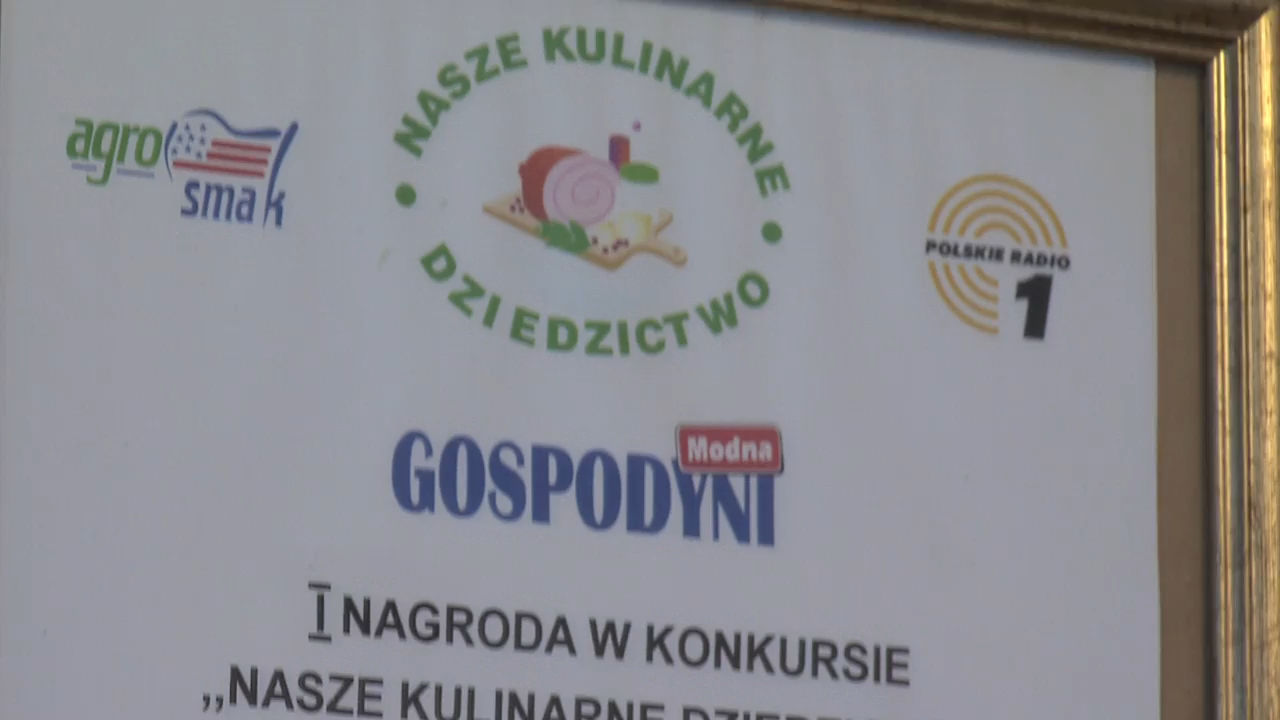 agro
smak
NASZE KULINARNE
DZIEDZICTWO
POLSKIE RADIO
1
Modna
GOSPODYNI
I NAGRODA W KONKURSIE
„NASZE KULINARNE